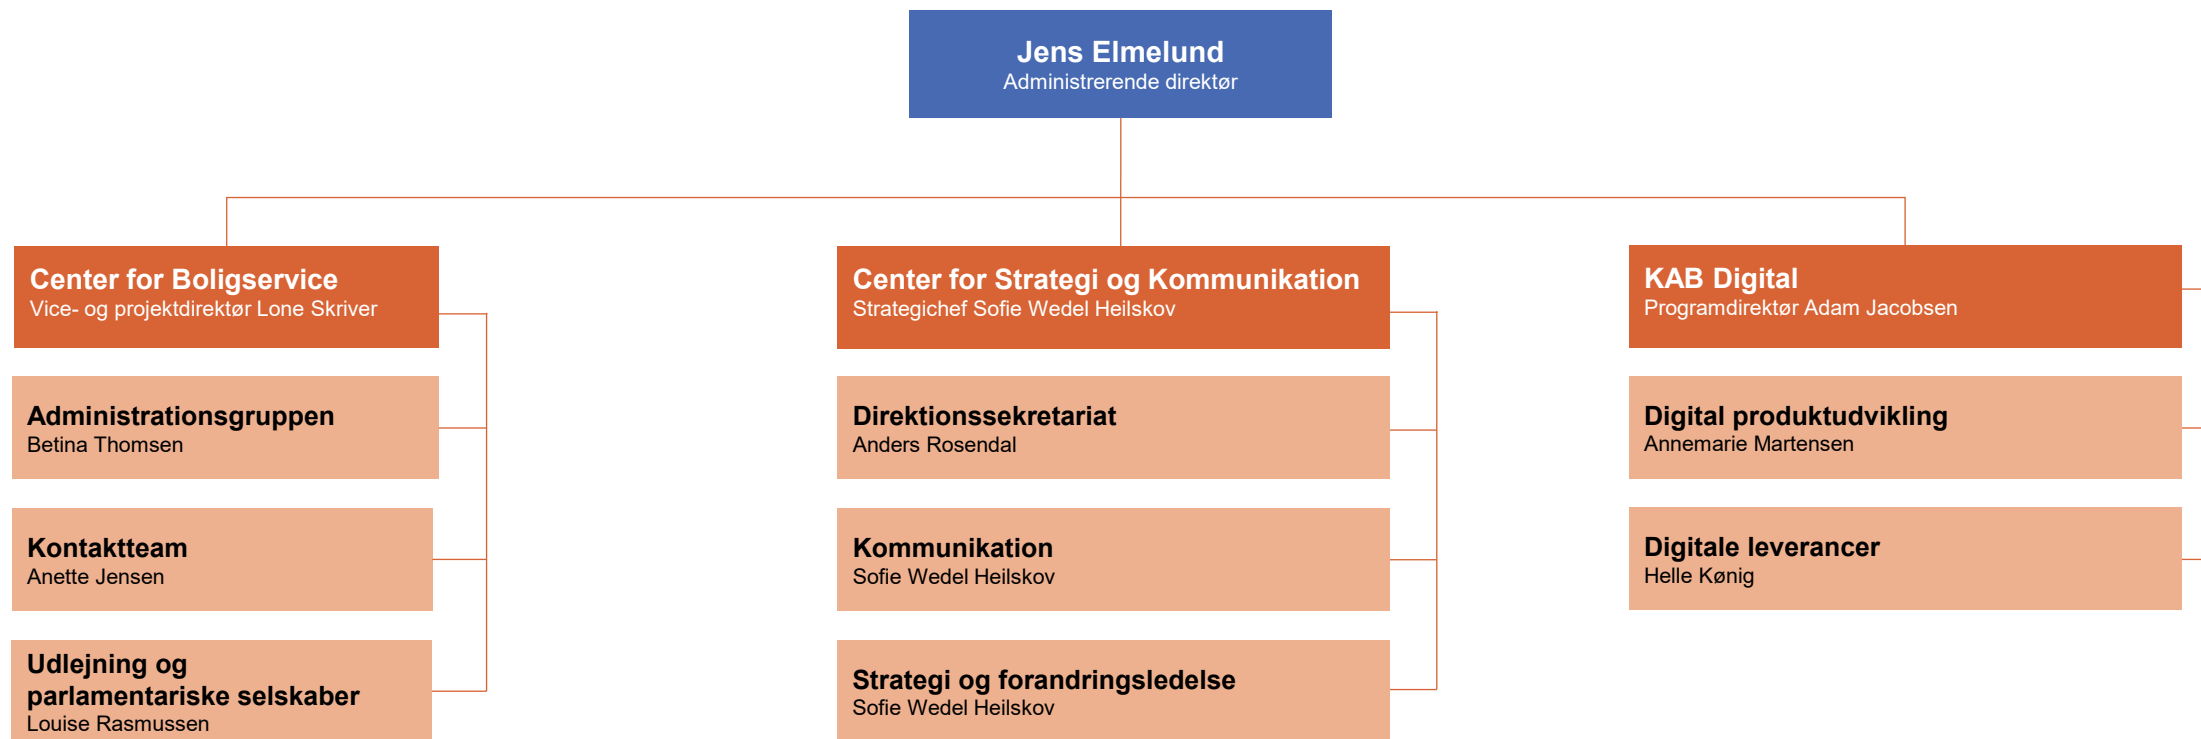 Jens Elmelund
Administrerende direktør
Center for Boligservice
Vice- og projektdirektør Lone Skriver
Administrationsgruppen
Betina Thomsen
Kontaktteam
Anette Jensen
Udlejning og
parlamentariske selskaber
Louise Rasmussen
Center for Strategi og Kommunikation
Strategichef Sofie Wedel Heilskov
Direktionssekretariat
Anders Rosendal
Kommunikation
Sofie Wedel Heilskov
Strategi og forandringsledelse
Sofie Wedel Heilskov
KAB Digital
Programdirektør Adam Jacobsen
Digital produktudvikling
Annemarie Martensen
Digitale leverancer
Helle Kønig